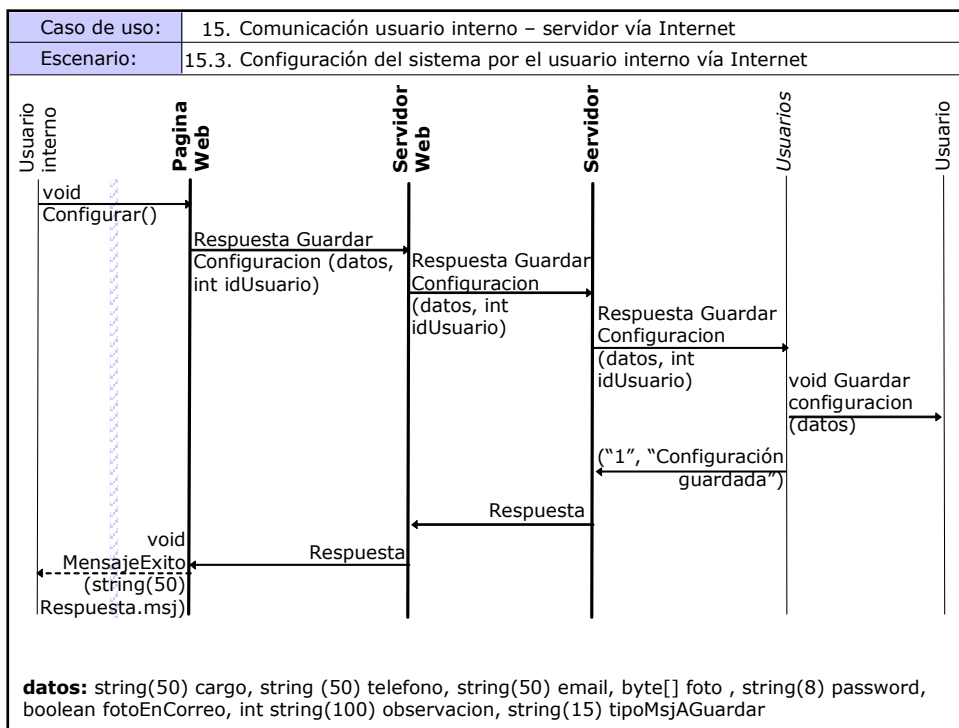 Caso de uso: 15. Comunicación usuario interno – servidor vía Internet
Escenario: 15.3. Configuración del sistema por el usuario interno vía Internet
Usuario
interno
Pagina
Web
Servidor
Web
Servidor
Usuarios
Usuario
void
Configurar()
Respuesta Guardar
Configuracion (datos,
int idUsuario)
Respuesta Guardar
Configuracion
(datos, int
idUsuario)
Respuesta Guardar
Configuracion
(datos, int
idUsuario)
void Guardar
configuracion
(datos)
(“1”, “Configuración
guardada”)
Respuesta
Respuesta
void
MensajeExito
(string(50)
Respuesta.msj)
datos: string(50) cargo, string (50) telefono, string(50) email, byte[] foto , string(8) password,
boolean fotoEnCorreo, int string(100) observacion, string(15) tipoMsjAGuardar